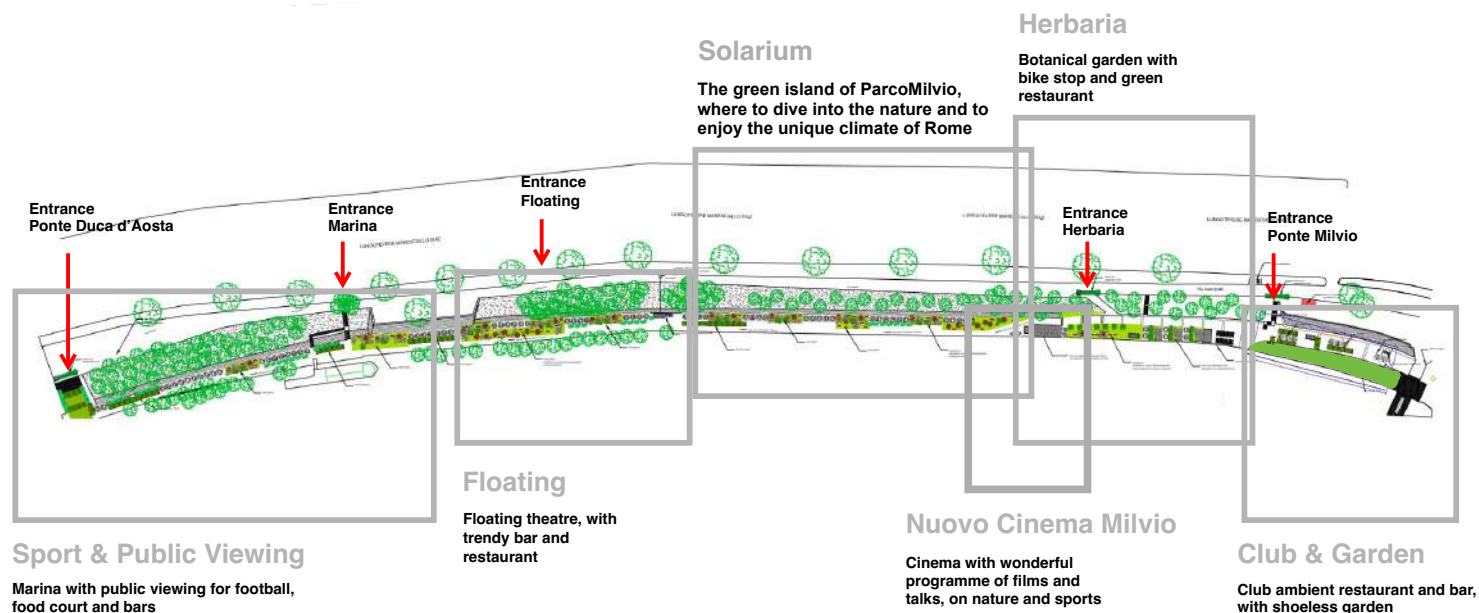 Herbaria
Botanical garden with
bike stop and green
restaurant
Solarium
The green island of ParcoMilvio,
where to dive into the nature and to
enjoy the unique climate of Rome
Entrance
Ponte Duca d’Aosta
Entrance
Marina
Entrance
Floating
Entrance
Herbaria
Entrance
Ponte Milvio
Floating
Floating theatre, with
trendy bar and
restaurant
Sport & Public Viewing
Marina with public viewing for football,
food court and bars
Nuovo Cinema Milvio
Cinema with wonderful
programme of films and
talks, on nature and sports
Club & Garden
Club ambient restaurant and bar,
with shoeless garden